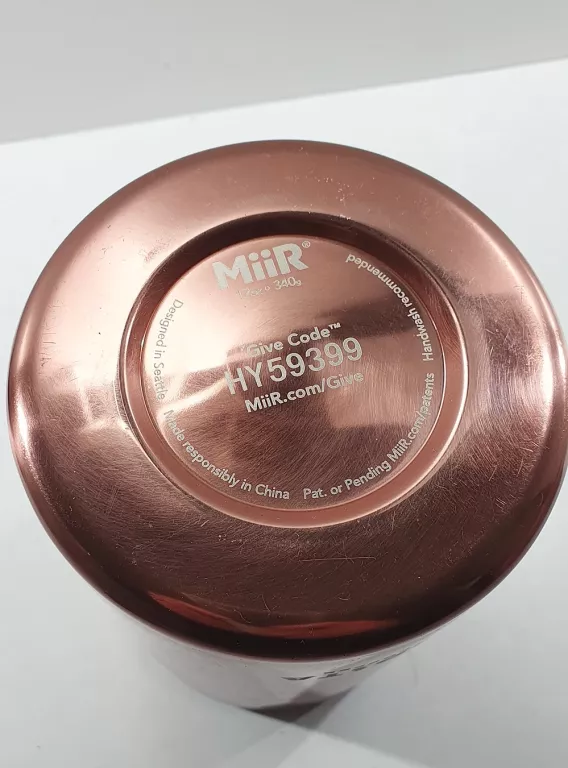 MiiR®
340g
Give Code™
HY59399
MiiR.com/Give
Designed in Seattle
Made responsibly in China
Pat. or Pending MiiR.com/patents
Handwash recommended